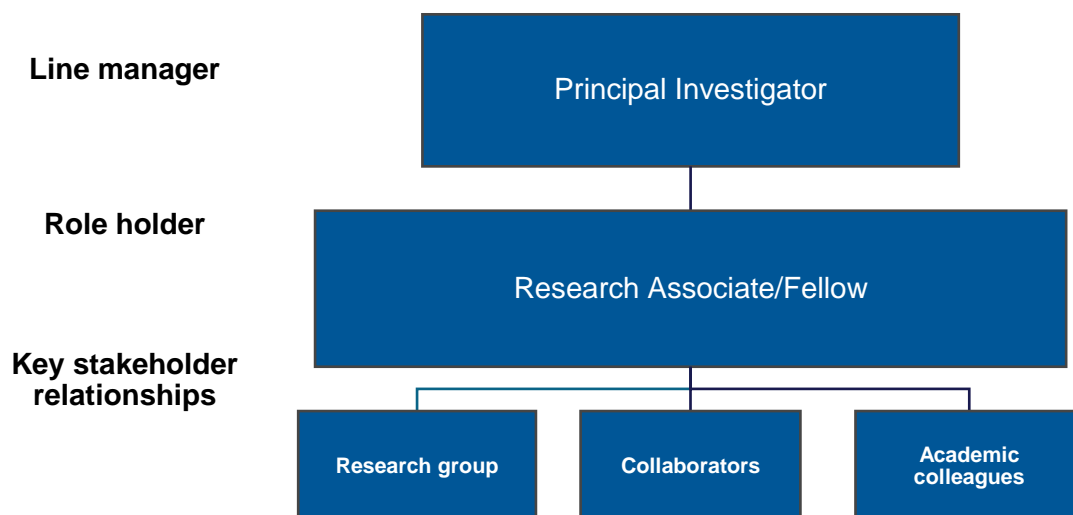 Line manager
Principal Investigator
Role holder
Research Associate/Fellow
Key stakeholder
relationships
Research group
Collaborators
Academic
colleagues